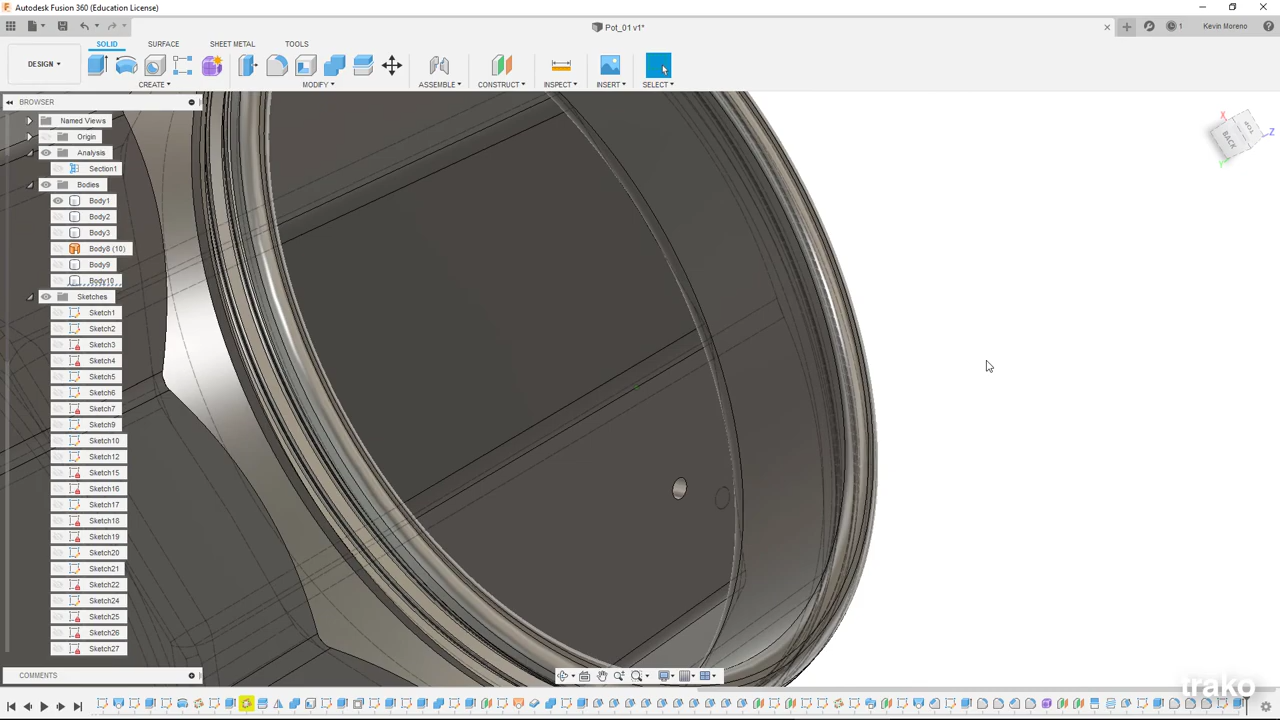 Autodesk Fusion 360 (Education License)
Pot_01 v1*
1
Kevin Moreno
SOLID
SURFACE
SHEET METAL
TOOLS
DESIGN
CREATE
MODIFY
ASSEMBLE
CONSTRUCT
INSPECT
INSERT
SELECT
BROWSER
Named Views
Origin
Analysis
Section1
Bodies
Body1
Body2
Body3
Body8 (10)
Body9
Body10
Sketches
Sketch1
Sketch2
Sketch3
Sketch4
Sketch5
Sketch6
Sketch7
Sketch9
Sketch10
Sketch12
Sketch15
Sketch16
Sketch17
Sketch18
Sketch19
Sketch20
Sketch21
Sketch22
Sketch24
Sketch25
Sketch26
Sketch27
X
Z
Y
BACK
COMMENTS
trako